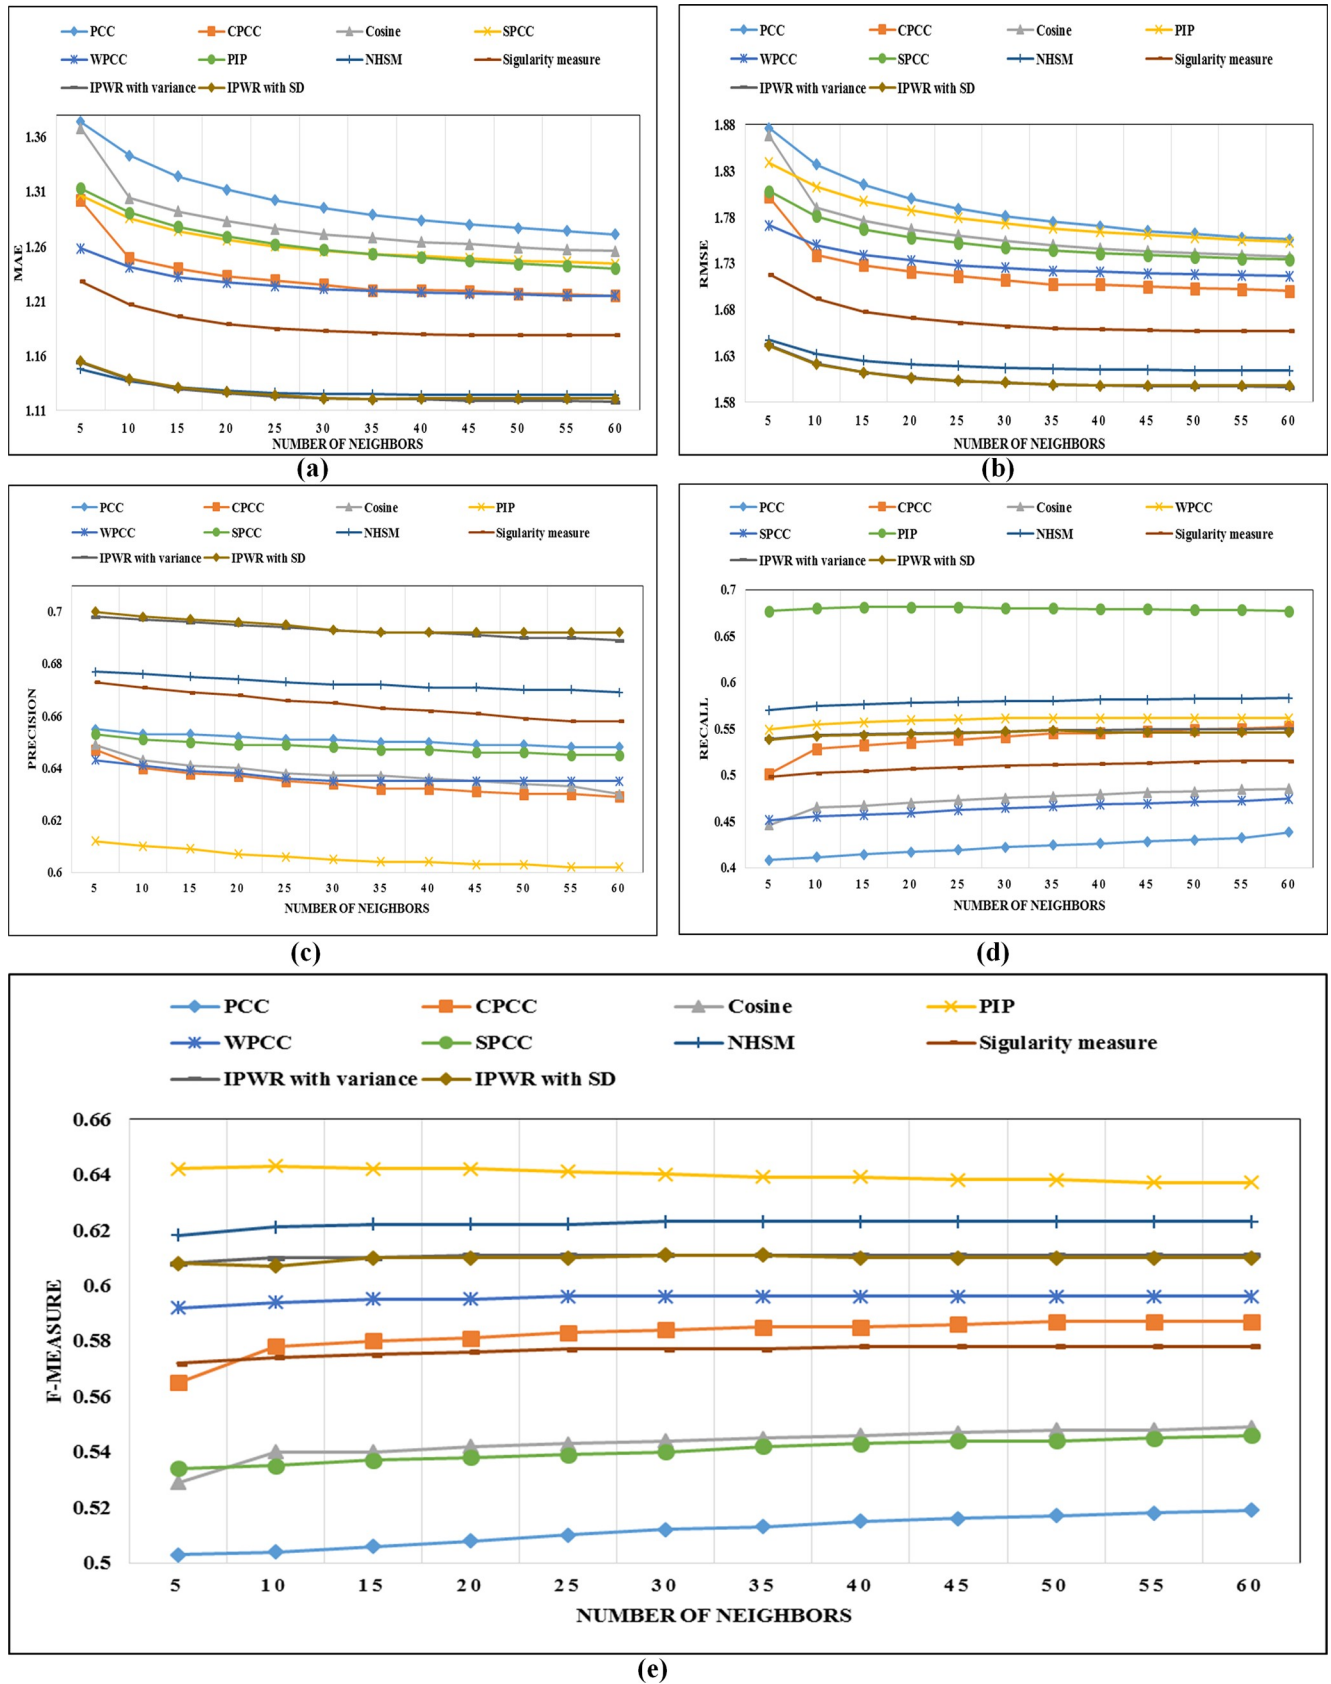 PCC CPCC Cosine SPCC
WPCC PIP NHSM Sigularity measure
IPWR with variance IPWR with SD
1.36
1.31
1.26
1.21
1.16
1.11
MAE
5 10 15 20 25 30 35 40 45 50 55 60
NUMBER OF NEIGHBORS
(a)
PCC CPCC Cosine PIP
WPCC SPCC NHSM Sigularity measure
IPWR with variance IPWR with SD
1.88
1.83
1.78
1.73
1.68
1.63
1.58
RMSE
5 10 15 20 25 30 35 40 45 50 55 60
NUMBER OF NEIGHBORS
(b)
PCC CPCC Cosine PIP
WPCC SPCC NHSM Sigularity measure
IPWR with variance IPWR with SD
0.7
0.68
0.66
0.64
0.62
0.6
PRECISION
5 10 15 20 25 30 35 40 45 50 55 60
NUMBER OF NEIGHBORS
(c)
PCC CPCC Cosine WPCC
SPCC PIP NHSM Sigularity measure
IPWR with variance IPWR with SD
0.7
0.65
0.6
0.55
0.5
0.45
0.4
RECALL
5 10 15 20 25 30 35 40 45 50 55 60
NUMBER OF NEIGHBORS
(d)
PCC CPCC Cosine PIP
WPCC SPCC NHSM Sigularity measure
IPWR with variance IPWR with SD
0.66
0.64
0.62
0.6
0.58
0.56
0.54
0.52
0.5
F-MEASURE
5 10 15 20 25 30 35 40 45 50 55 60
NUMBER OF NEIGHBORS
(e)